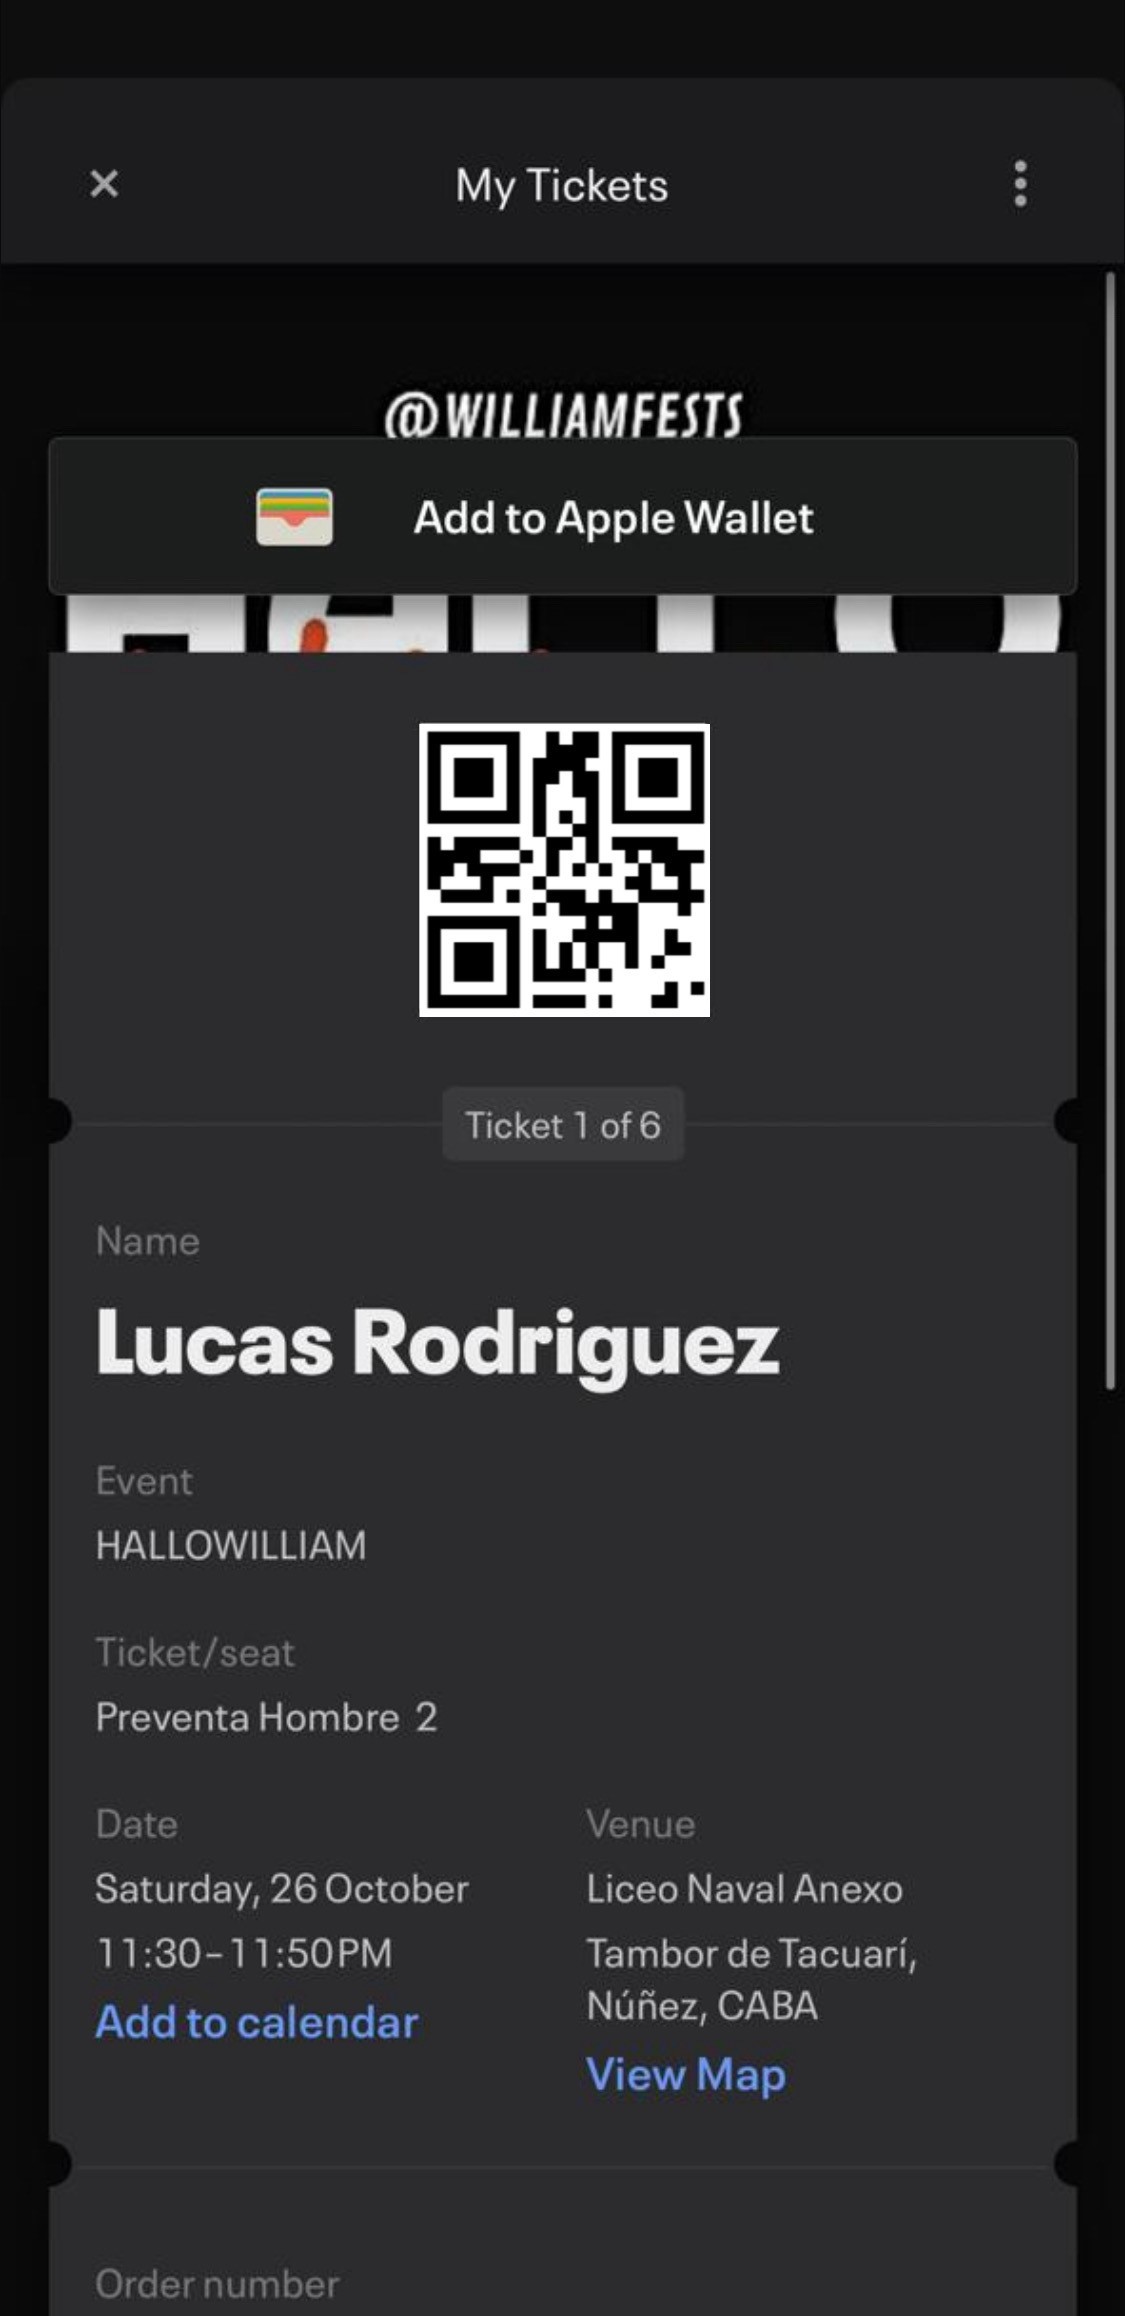 My Tickets
@WILLIAMFESTS
Add to Apple Wallet
Ticket 1 of 6
Name
Lucas Rodriguez
Event
HALLOWILLIAM
Ticket/seat
Preventa Hombre 2
Date
Venue
Saturday, 26 October
Liceo Naval Anexo
11:30–11:50PM
Tambor de Tacuarí,
Núñez, CABA
Add to calendar
View Map
Order number